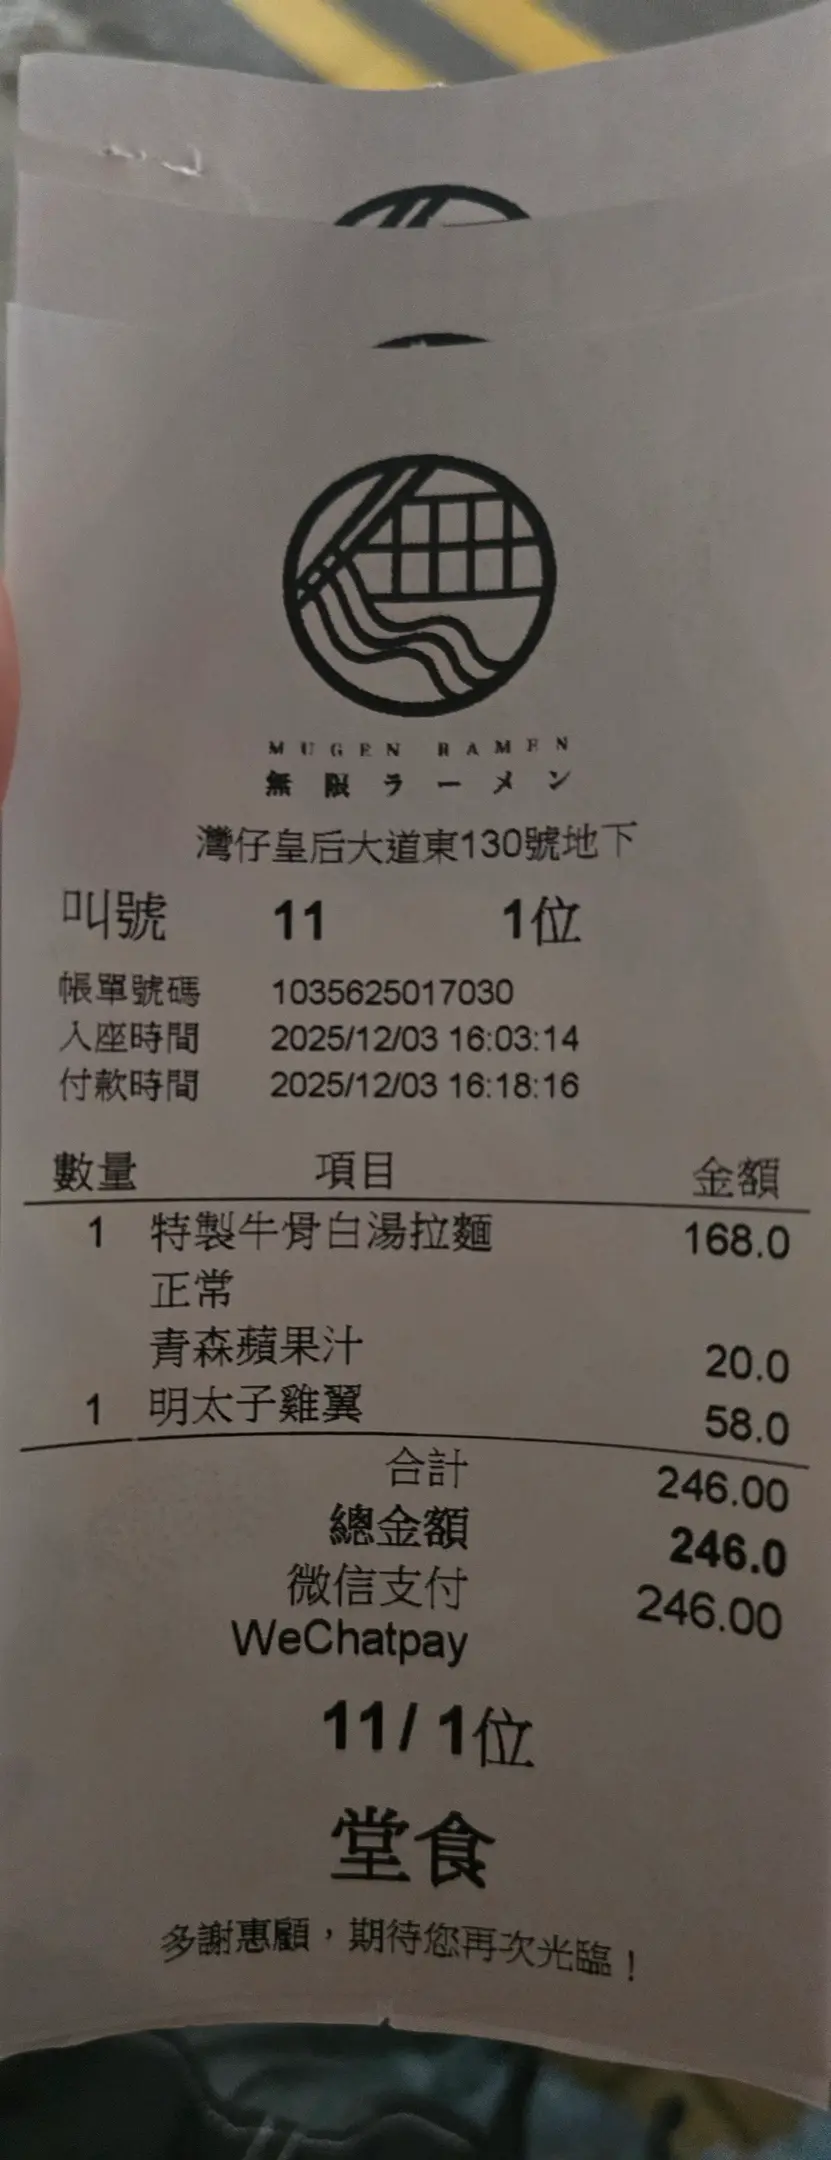 MUGEN RAMEN
無限ラーメン
灣仔皇后大道東130號地下
叫號 11 1位
帳單號碼 1035625017030
入座時間 2025/12/03 16:03:14
付款時間 2025/12/03 16:18:16
數量 項目 金額
1 特製牛骨白湯拉麵 168.0
正常
青森蘋果汁 20.0
1 明太子雞翼 58.0
合計 246.00
總金額 246.0
微信支付 246.00
WeChatpay
11/ 1位
堂食
多謝惠顧，期待您再次光臨！